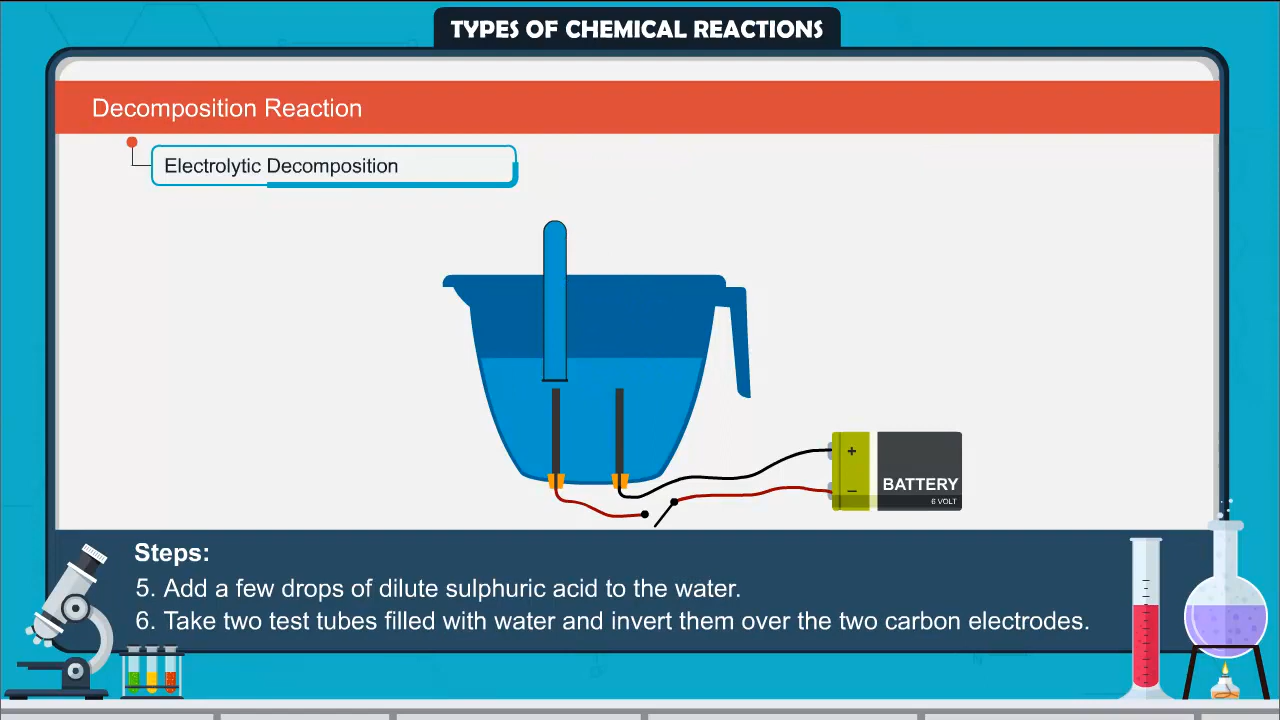 TYPES OF CHEMICAL REACTIONS
Decomposition Reaction
Electrolytic Decomposition
+
−
BATTERY
6 VOLT
Steps:
5. Add a few drops of dilute sulphuric acid to the water.
6. Take two test tubes filled with water and invert them over the two carbon electrodes.